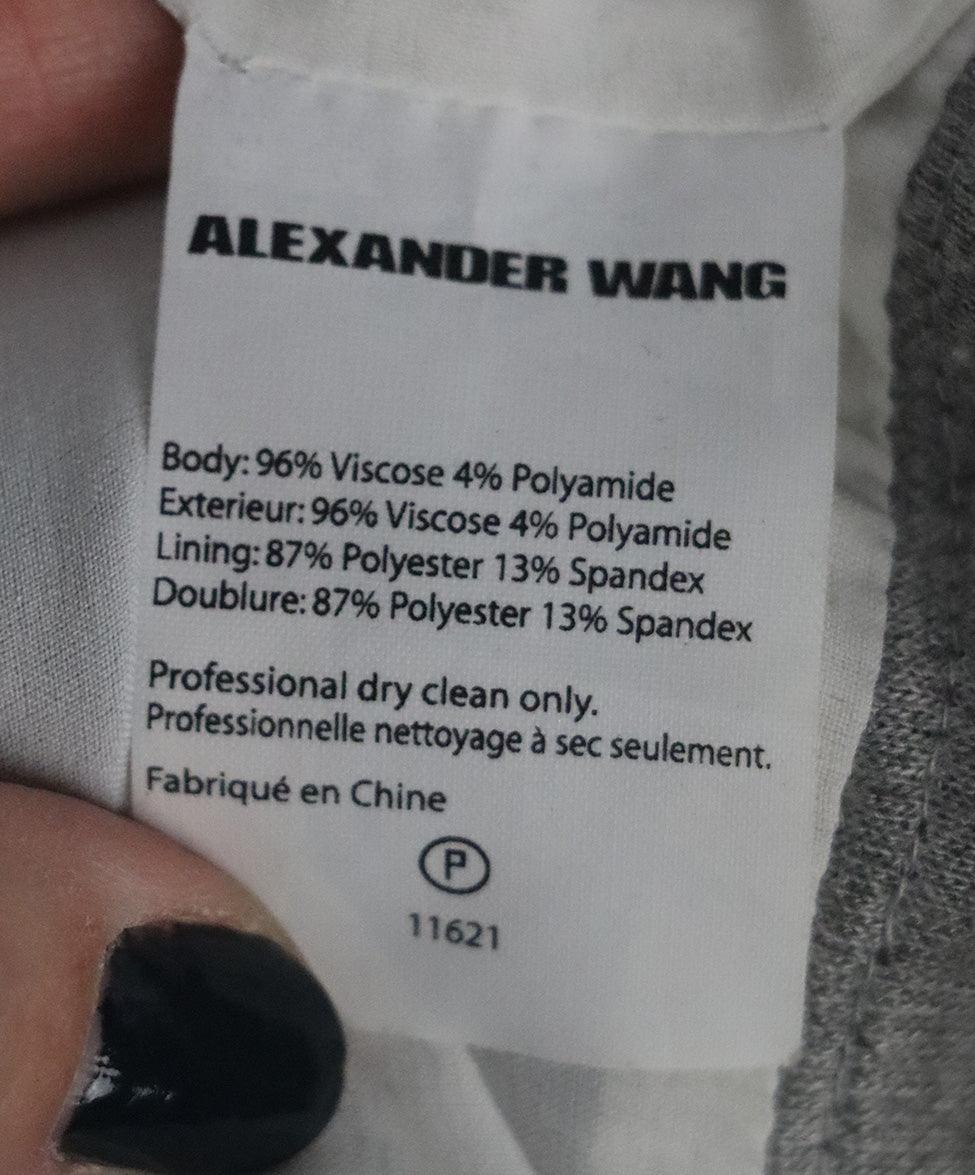 ALEXANDER WANG
Body: 96% Viscose 4% Polyamide
Exterieur: 96% Viscose 4% Polyamide
Lining: 87% Polyester 13% Spandex
Doublure: 87% Polyester 13% Spandex
Professional dry clean only.
Professionnelle nettoyage à sec seulement.
Fabriqué en Chine
P
11621